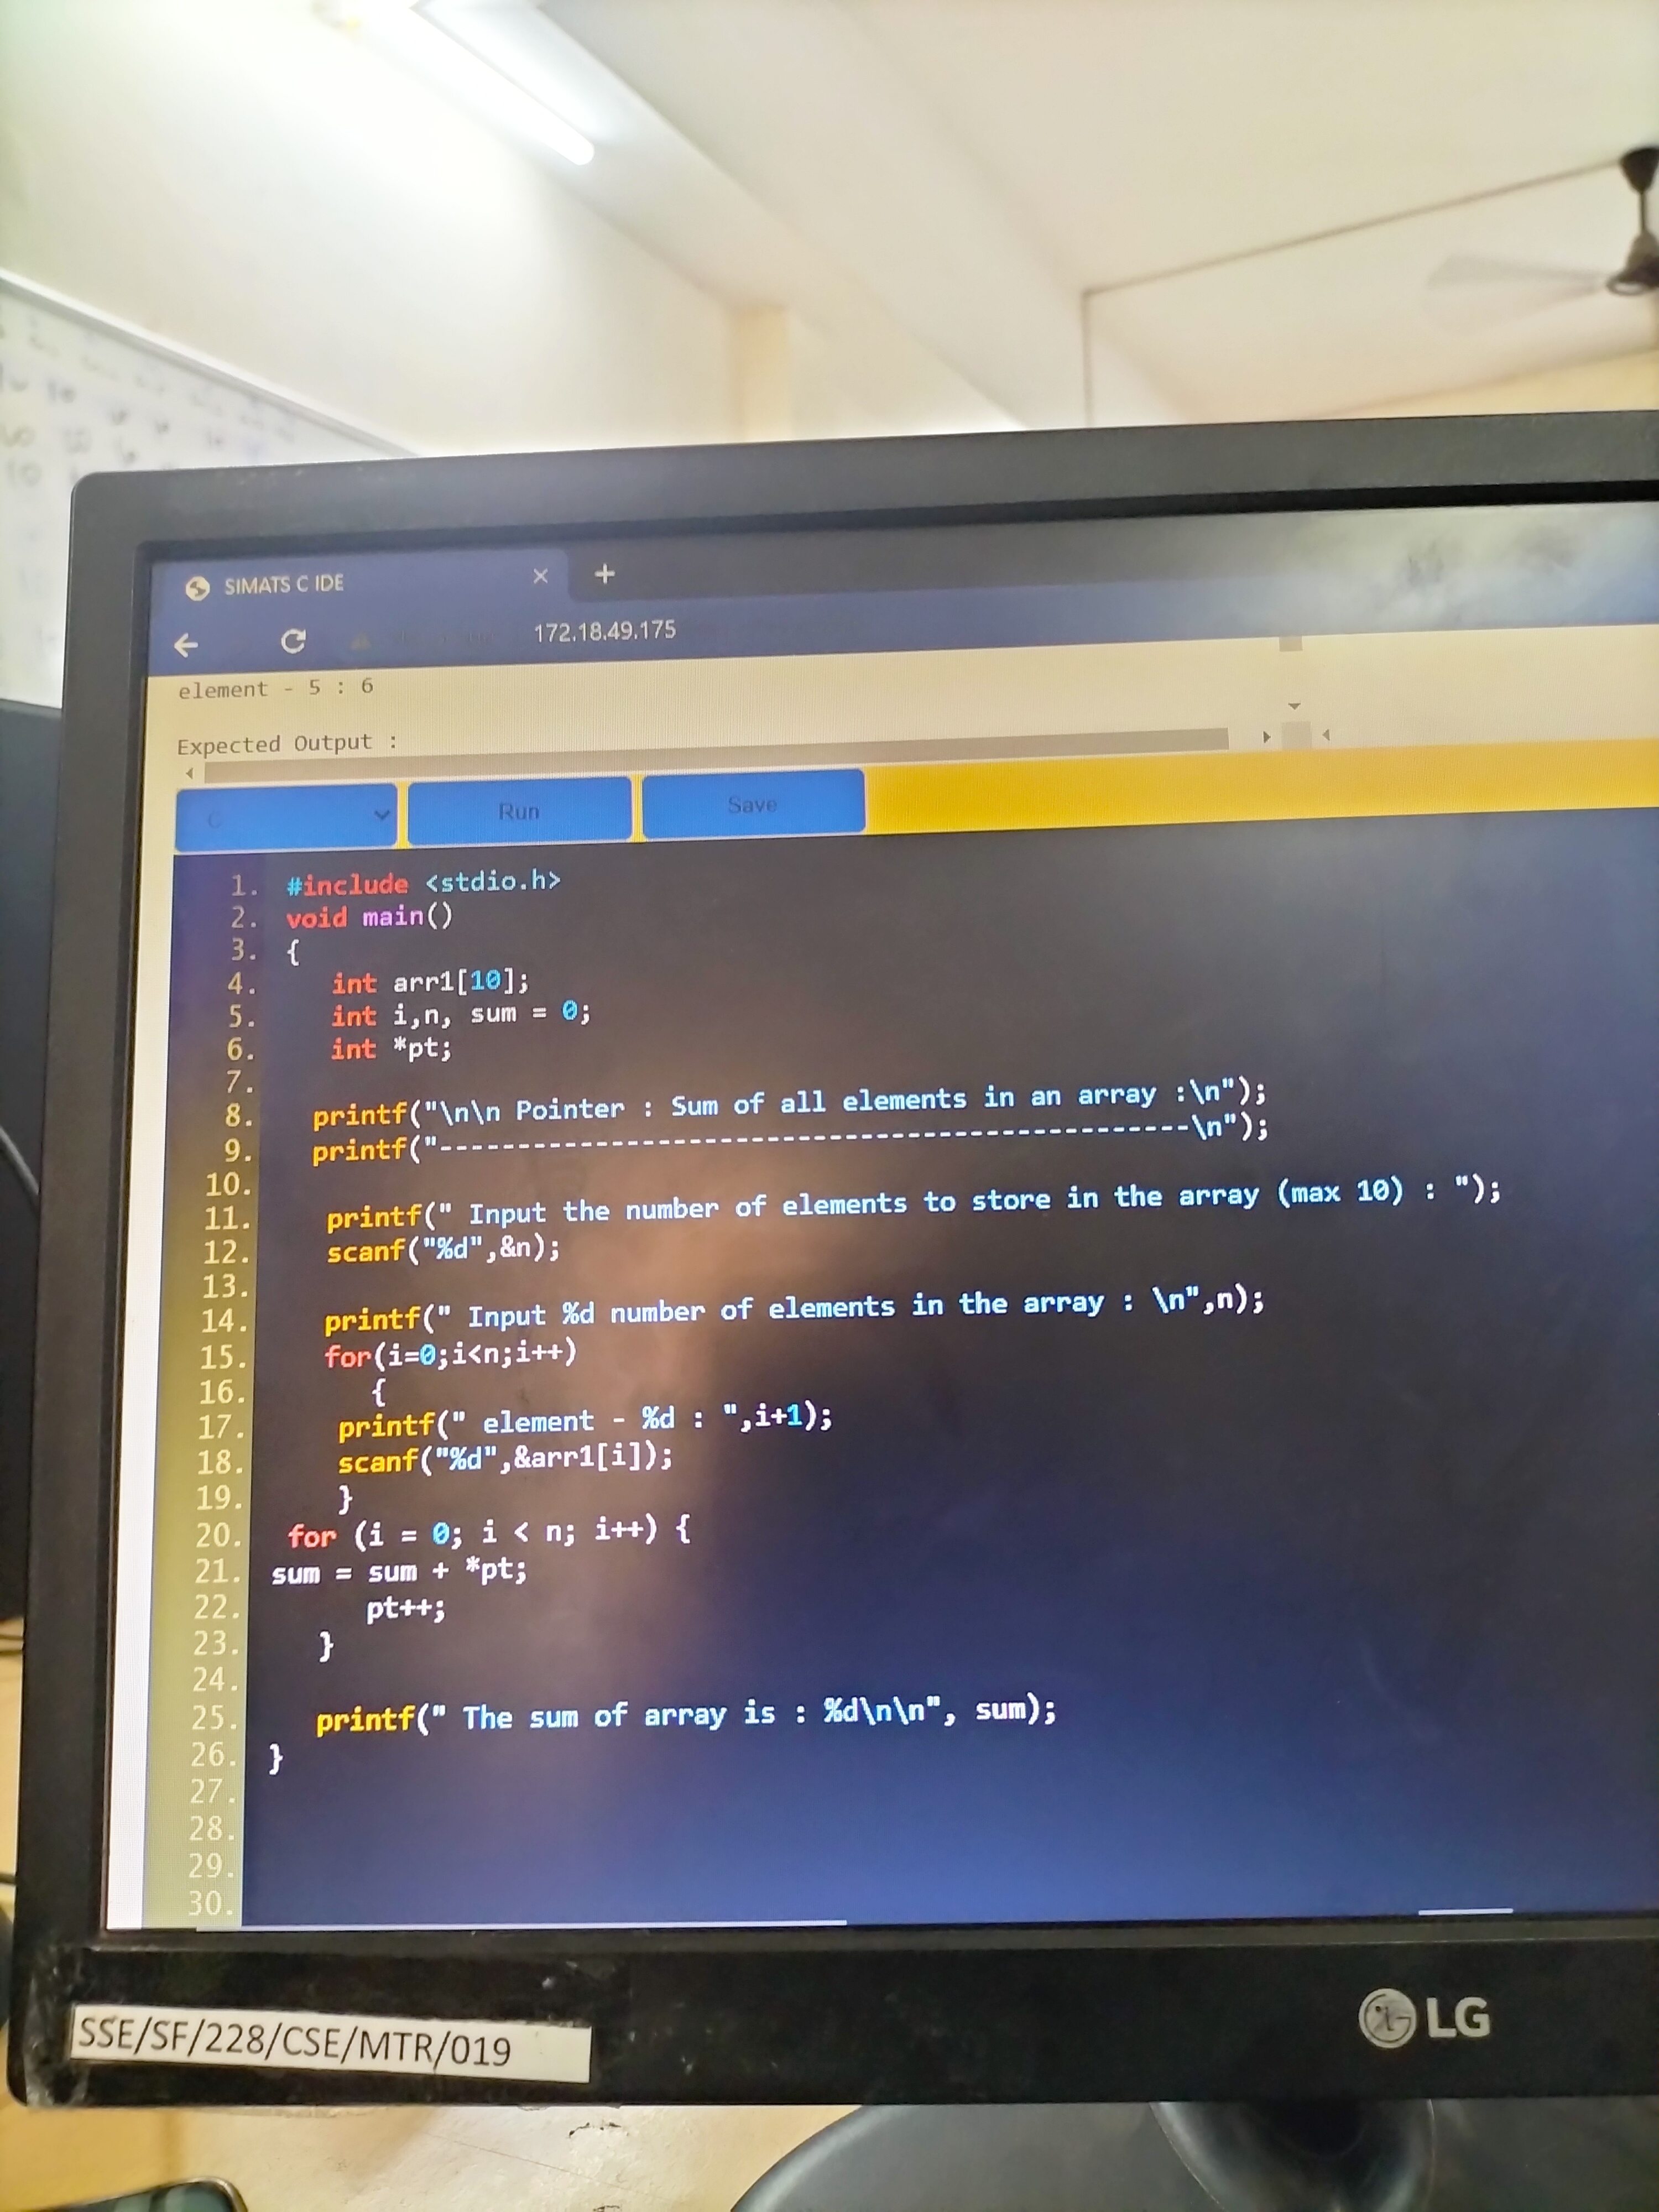 SIMATS C IDE
172.18.49.175
element - 5 : 6
Expected Output :
C Run Save
1. #include <stdio.h>
2. void main()
3. {
4. int arr1[10];
5. int i,n, sum = 0;
6. int *pt;
7.
8. printf("\n\n Pointer : Sum of all elements in an array :\n");
9. printf("------------------------------------------------\n");
10.
11. printf(" Input the number of elements to store in the array (max 10) : ");
12. scanf("%d",&n);
13.
14. printf(" Input %d number of elements in the array : \n",n);
15. for(i=0;i<n;i++)
16. {
17. printf(" element - %d : ",i+1);
18. scanf("%d",&arr1[i]);
19. }
20. for (i = 0; i < n; i++) {
21. sum = sum + *pt;
22. pt++;
23. }
24.
25. printf(" The sum of array is : %d\n\n", sum);
26. }
27.
28.
29.
30.
LG
SSE/SF/228/CSE/MTR/019